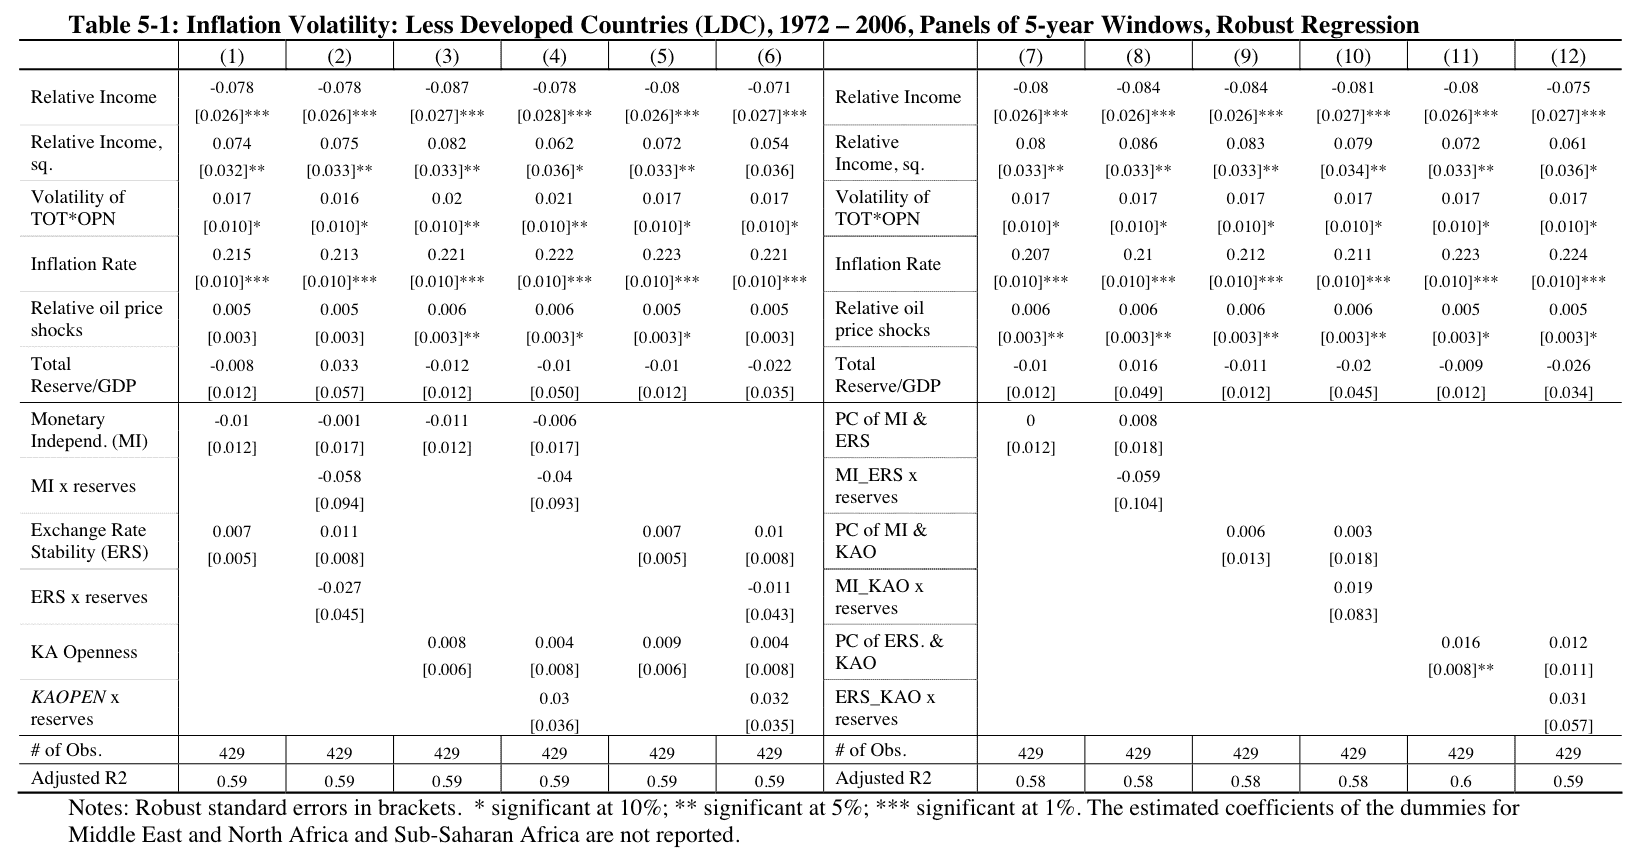 Table 5-1: Inflation Volatility: Less Developed Countries (LDC), 1972 – 2006, Panels of 5-year Windows, Robust Regression
(1) (2) (3) (4) (5) (6) (7) (8) (9) (10) (11) (12)
Relative Income -0.078 -0.078 -0.087 -0.078 -0.08 -0.071 Relative Income -0.08 -0.084 -0.084 -0.081 -0.08 -0.075
[0.026]*** [0.026]*** [0.027]*** [0.028]*** [0.026]*** [0.027]*** [0.026]*** [0.026]*** [0.026]*** [0.027]*** [0.026]*** [0.027]***
Relative Income, 0.074 0.075 0.082 0.062 0.072 0.054 Relative 0.08 0.086 0.083 0.079 0.072 0.061
sq. [0.032]** [0.033]** [0.033]** [0.036]* [0.033]** [0.036] Income, sq. [0.033]** [0.033]** [0.033]** [0.034]** [0.033]** [0.036]*
Volatility of 0.017 0.016 0.02 0.021 0.017 0.017 Volatility of 0.017 0.017 0.017 0.017 0.017 0.017
TOT*OPN [0.010]* [0.010]* [0.010]** [0.010]** [0.010]* [0.010]* TOT*OPN [0.010]* [0.010]* [0.010]* [0.010]* [0.010]* [0.010]*
Inflation Rate 0.215 0.213 0.221 0.222 0.223 0.221 Inflation Rate 0.207 0.21 0.212 0.211 0.223 0.224
[0.010]*** [0.010]*** [0.010]*** [0.010]*** [0.010]*** [0.010]*** [0.010]*** [0.010]*** [0.010]*** [0.010]*** [0.010]*** [0.010]***
Relative oil price 0.005 0.005 0.006 0.006 0.005 0.005 Relative oil 0.006 0.006 0.006 0.006 0.005 0.005
shocks [0.003] [0.003] [0.003]** [0.003]* [0.003]* [0.003] price shocks [0.003]** [0.003]** [0.003]** [0.003]** [0.003]* [0.003]*
Total -0.008 0.033 -0.012 -0.01 -0.01 -0.022 Total -0.01 0.016 -0.011 -0.02 -0.009 -0.026
Reserve/GDP [0.012] [0.057] [0.012] [0.050] [0.012] [0.035] Reserve/GDP [0.012] [0.049] [0.012] [0.045] [0.012] [0.034]
Monetary -0.01 -0.001 -0.011 -0.006 PC of MI & 0 0.008
Independ. (MI) [0.012] [0.017] [0.012] [0.017] ERS [0.012] [0.018]
MI x reserves -0.058 -0.04 MI_ERS x -0.059
[0.094] [0.093] reserves [0.104]
Exchange Rate 0.007 0.011 0.007 0.01 PC of MI & 0.006 0.003
Stability (ERS) [0.005] [0.008] [0.005] [0.008] KAO [0.013] [0.018]
ERS x reserves -0.027 -0.011 MI_KAO x 0.019
[0.045] [0.043] reserves [0.083]
KA Openness 0.008 0.004 0.009 0.004 PC of ERS. & 0.016 0.012
[0.006] [0.008] [0.006] [0.008] KAO [0.008]** [0.011]
KAOPEN x 0.03 0.032 ERS_KAO x 0.031
reserves [0.036] [0.035] reserves [0.057]
# of Obs. 429 429 429 429 429 429 # of Obs. 429 429 429 429 429 429
Adjusted R2 0.59 0.59 0.59 0.59 0.59 0.59 Adjusted R2 0.58 0.58 0.58 0.58 0.6 0.59
Notes: Robust standard errors in brackets. * significant at 10%; ** significant at 5%; *** significant at 1%. The estimated coefficients of the dummies for
Middle East and North Africa and Sub-Saharan Africa are not reported.